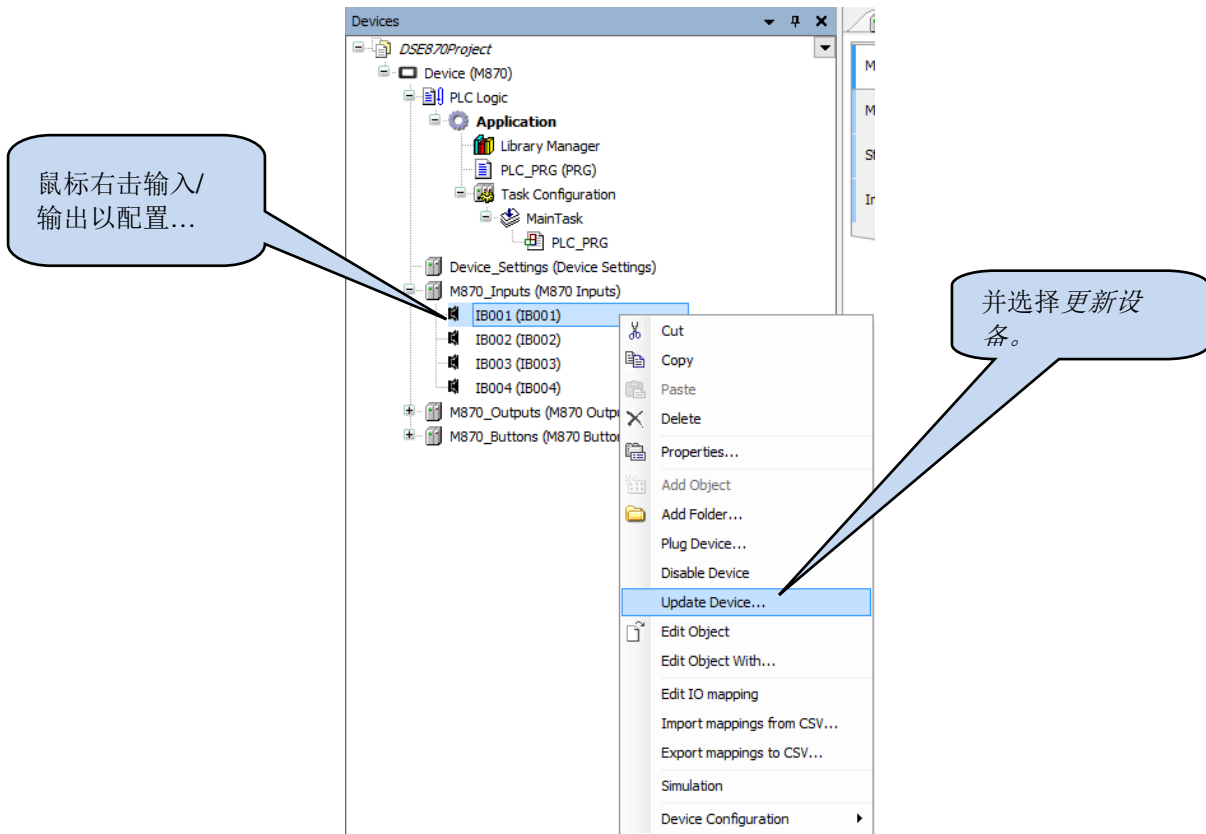 Devices
DSE870Project
Device (M870)
PLC Logic
Application
Library Manager
PLC_PRG (PRG)
Task Configuration
MainTask
PLC_PRG
Device_Settings (Device Settings)
M870_Inputs (M870 Inputs)
IB001 (IB001)
IB002 (IB002)
IB003 (IB003)
IB004 (IB004)
M870_Outputs (M870 Outp
M870_Buttons (M870 Butto
鼠标右击输入/
输出以配置…
Cut
Copy
Paste
Delete
Properties...
Add Object
Add Folder...
Plug Device...
Disable Device
Update Device...
Edit Object
Edit Object With...
Edit IO mapping
Import mappings from CSV...
Export mappings to CSV...
Simulation
Device Configuration
并选择更新设
备。
M
M
St
Ir